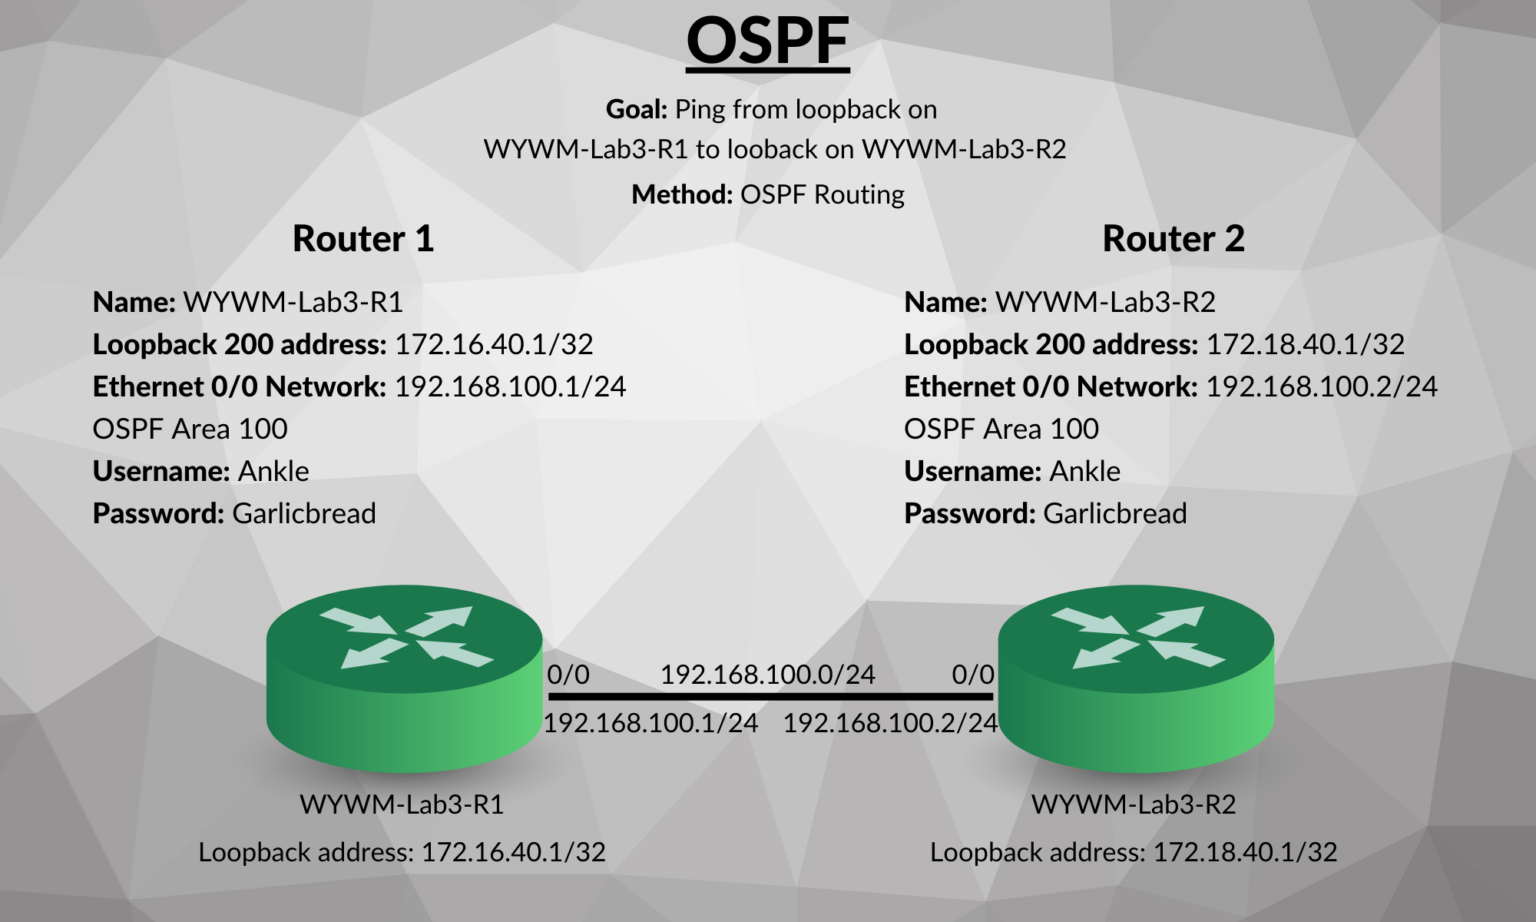 OSPF
Goal: Ping from loopback on
WYWM-Lab3-R1 to looback on WYWM-Lab3-R2
Method: OSPF Routing
Router 1
Name: WYWM-Lab3-R1
Loopback 200 address: 172.16.40.1/32
Ethernet 0/0 Network: 192.168.100.1/24
OSPF Area 100
Username: Ankle
Password: Garlicbread
Router 2
Name: WYWM-Lab3-R2
Loopback 200 address: 172.18.40.1/32
Ethernet 0/0 Network: 192.168.100.2/24
OSPF Area 100
Username: Ankle
Password: Garlicbread
0/0 192.168.100.0/24 0/0
192.168.100.1/24 192.168.100.2/24
WYWM-Lab3-R1
Loopback address: 172.16.40.1/32
WYWM-Lab3-R2
Loopback address: 172.18.40.1/32